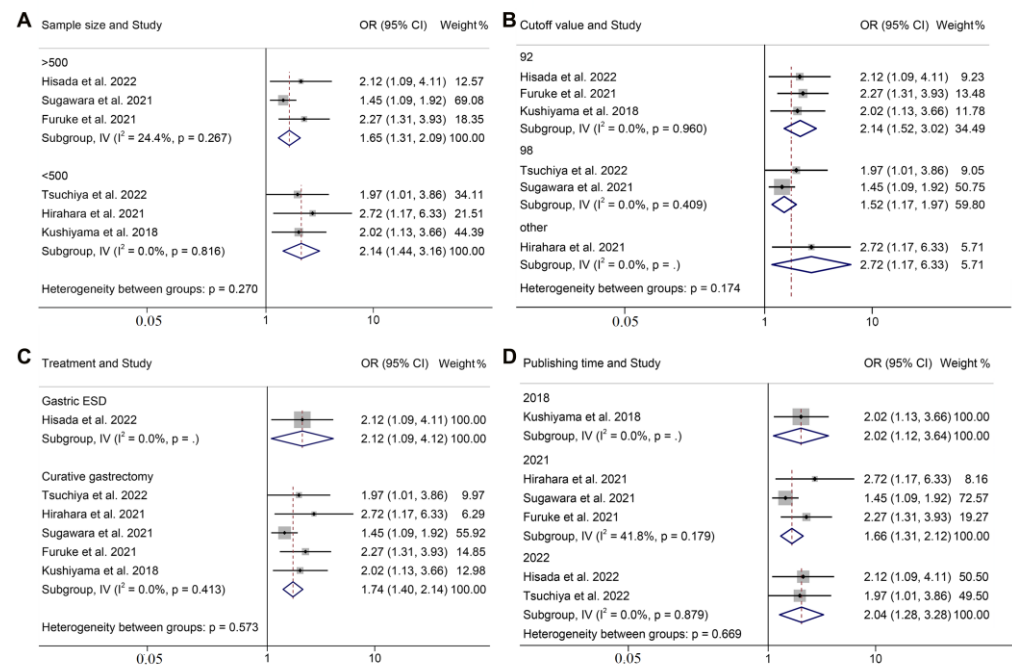 A Sample size and Study OR (95% CI) Weight %
>500
Hisada et al. 2022 2.12 (1.09, 4.11) 12.57
Sugawara et al. 2021 1.45 (1.09, 1.92) 69.08
Furuke et al. 2021 2.27 (1.31, 3.93) 18.35
Subgroup, IV (I² = 24.4%, p = 0.267) 1.65 (1.31, 2.09) 100.00
<500
Tsuchiya et al. 2022 1.97 (1.01, 3.86) 34.11
Hirahara et al. 2021 2.72 (1.17, 6.33) 21.51
Kushiyama et al. 2018 2.02 (1.13, 3.66) 44.39
Subgroup, IV (I² = 0.0%, p = 0.816) 2.14 (1.44, 3.16) 100.00
Heterogeneity between groups: p = 0.270
0.05 1 10
B Cutoff value and Study OR (95% CI) Weight %
92
Hisada et al. 2022 2.12 (1.09, 4.11) 9.23
Furuke et al. 2021 2.27 (1.31, 3.93) 13.48
Kushiyama et al. 2018 2.02 (1.13, 3.66) 11.78
Subgroup, IV (I² = 0.0%, p = 0.960) 2.14 (1.52, 3.02) 34.49
98
Tsuchiya et al. 2022 1.97 (1.01, 3.86) 9.05
Sugawara et al. 2021 1.45 (1.09, 1.92) 50.75
Subgroup, IV (I² = 0.0%, p = 0.409) 1.52 (1.17, 1.97) 59.80
other
Hirahara et al. 2021 2.72 (1.17, 6.33) 5.71
Subgroup, IV (I² = 0.0%, p = .) 2.72 (1.17, 6.33) 5.71
Heterogeneity between groups: p = 0.174
0.05 1 10
C Treatment and Study OR (95% CI) Weight %
Gastric ESD
Hisada et al. 2022 2.12 (1.09, 4.11) 100.00
Subgroup, IV (I² = 0.0%, p = .) 2.12 (1.09, 4.12) 100.00
Curative gastrectomy
Tsuchiya et al. 2022 1.97 (1.01, 3.86) 9.97
Hirahara et al. 2021 2.72 (1.17, 6.33) 6.29
Sugawara et al. 2021 1.45 (1.09, 1.92) 55.92
Furuke et al. 2021 2.27 (1.31, 3.93) 14.85
Kushiyama et al. 2018 2.02 (1.13, 3.66) 12.98
Subgroup, IV (I² = 0.0%, p = 0.413) 1.74 (1.40, 2.14) 100.00
Heterogeneity between groups: p = 0.573
0.05 1 10
D Publishing time and Study OR (95% CI) Weight %
2018
Kushiyama et al. 2018 2.02 (1.13, 3.66) 100.00
Subgroup, IV (I² = 0.0%, p = .) 2.02 (1.12, 3.64) 100.00
2021
Hirahara et al. 2021 2.72 (1.17, 6.33) 8.16
Sugawara et al. 2021 1.45 (1.09, 1.92) 72.57
Furuke et al. 2021 2.27 (1.31, 3.93) 19.27
Subgroup, IV (I² = 41.8%, p = 0.179) 1.66 (1.31, 2.12) 100.00
2022
Hisada et al. 2022 2.12 (1.09, 4.11) 50.50
Tsuchiya et al. 2022 1.97 (1.01, 3.86) 49.50
Subgroup, IV (I² = 0.0%, p = 0.879) 2.04 (1.28, 3.28) 100.00
Heterogeneity between groups: p = 0.669
0.05 1 10